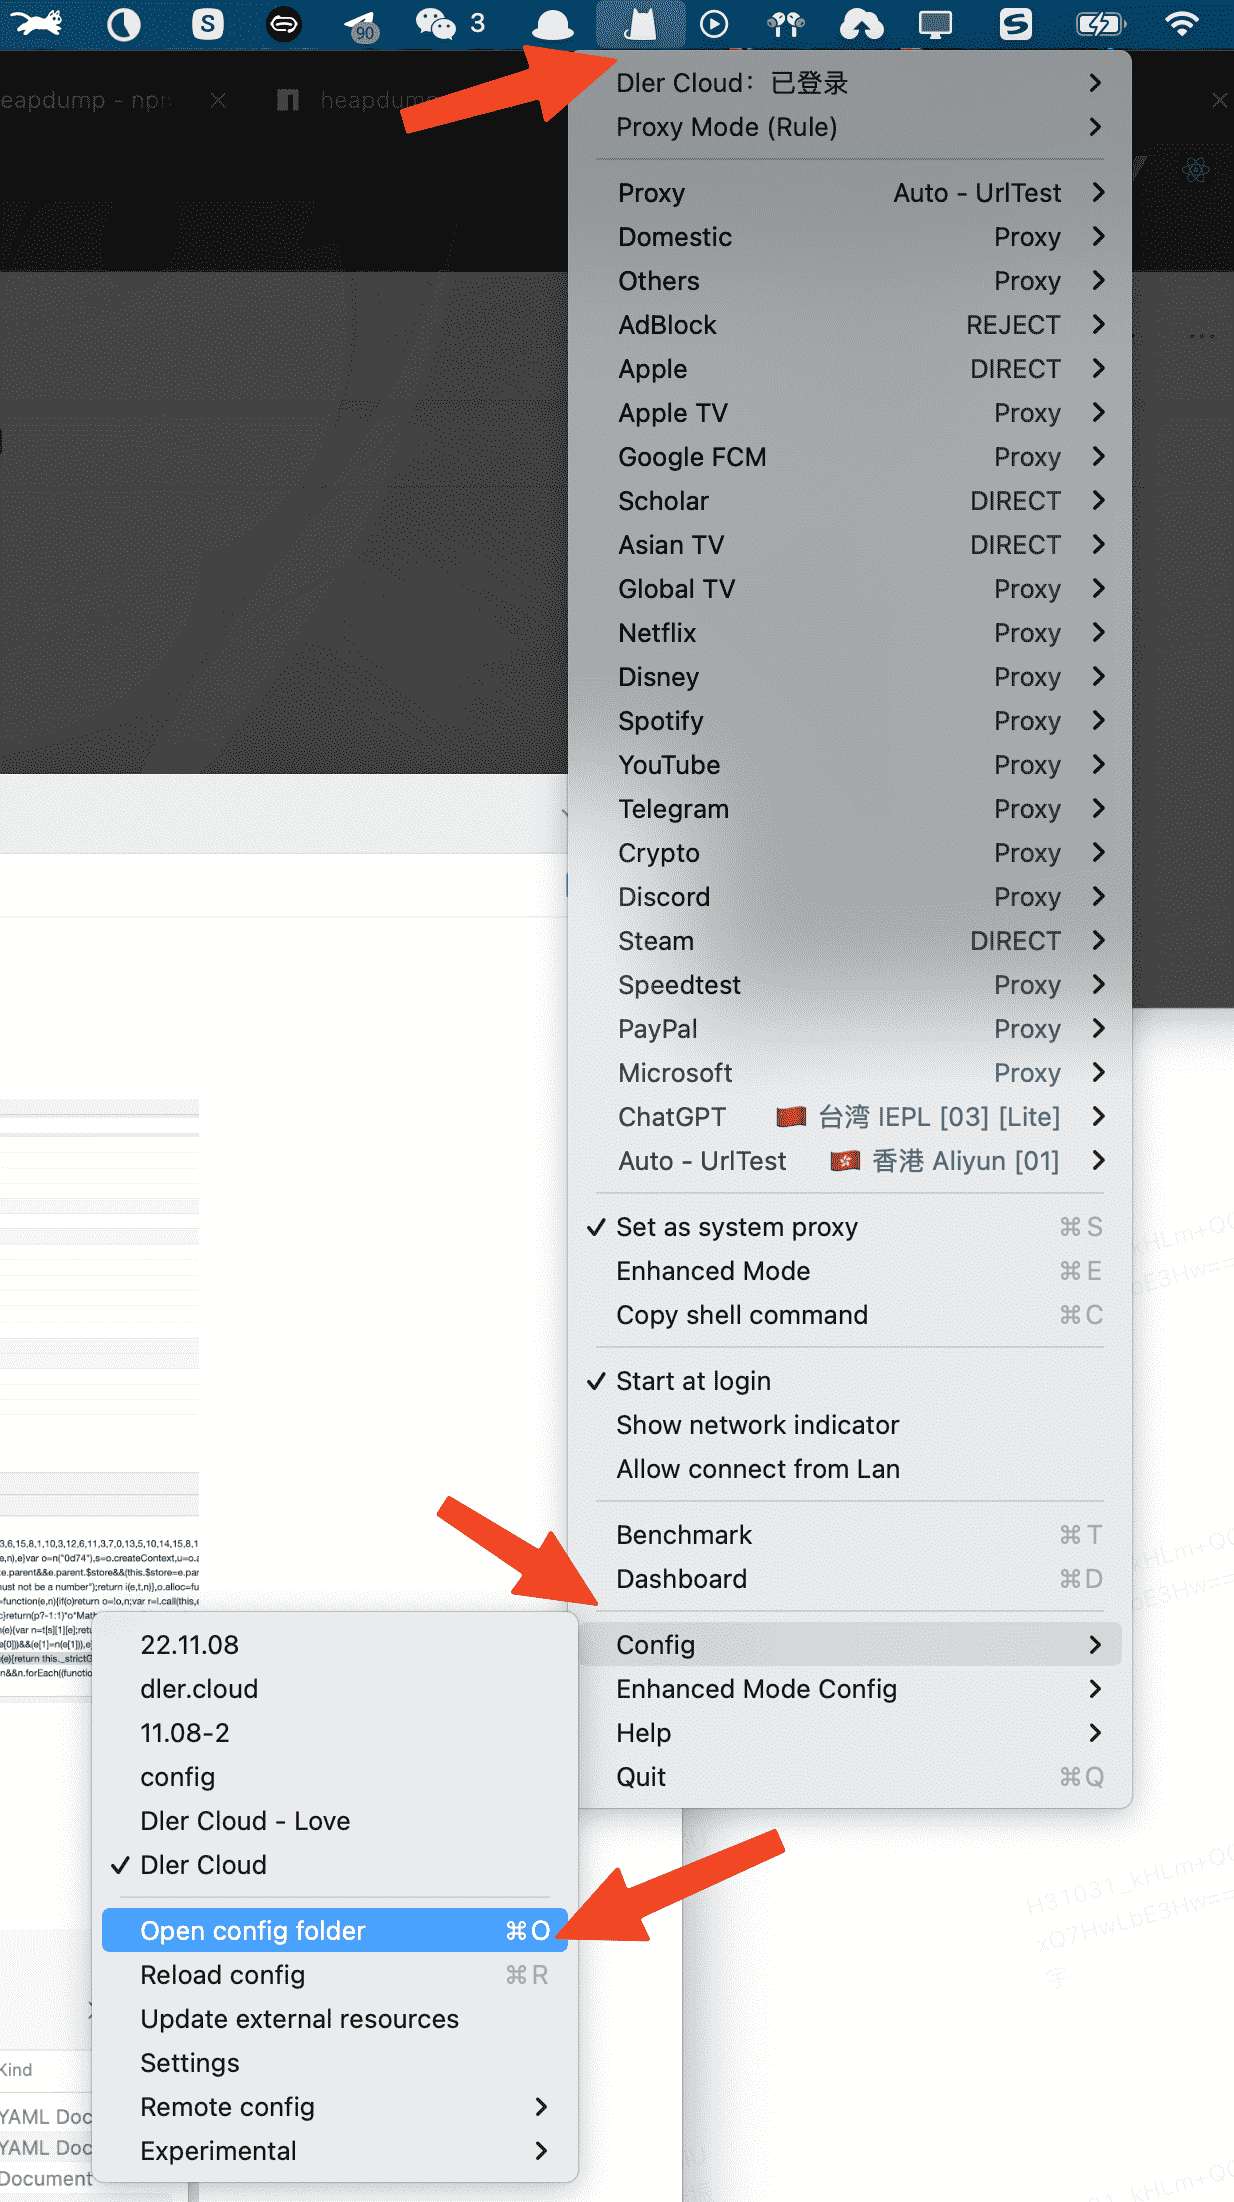 90
3
heapdump
Dler Cloud：已登录
Proxy Mode (Rule)
Proxy Auto - UrlTest
Domestic Proxy
Others Proxy
AdBlock REJECT
Apple DIRECT
Apple TV Proxy
Google FCM Proxy
Scholar DIRECT
Asian TV DIRECT
Global TV Proxy
Netflix Proxy
Disney Proxy
Spotify Proxy
YouTube Proxy
Telegram Proxy
Crypto Proxy
Discord Proxy
Steam DIRECT
Speedtest Proxy
PayPal Proxy
Microsoft Proxy
ChatGPT 🇨🇳 台湾 IEPL [03] [Lite]
Auto - UrlTest 🇭🇰 香港 Aliyun [01]
✓ Set as system proxy ⌘S
Enhanced Mode ⌘E
Copy shell command ⌘C
✓ Start at login
Show network indicator
Allow connect from Lan
Benchmark ⌘T
Dashboard ⌘D
Config
Enhanced Mode Config
Help
Quit ⌘Q
22.11.08
dler.cloud
11.08-2
config
Dler Cloud - Love
✓ Dler Cloud
Open config folder ⌘O
Reload config ⌘R
Update external resources
Settings
Remote config
Experimental
Kind
YAML Doc
YAML Doc
Document